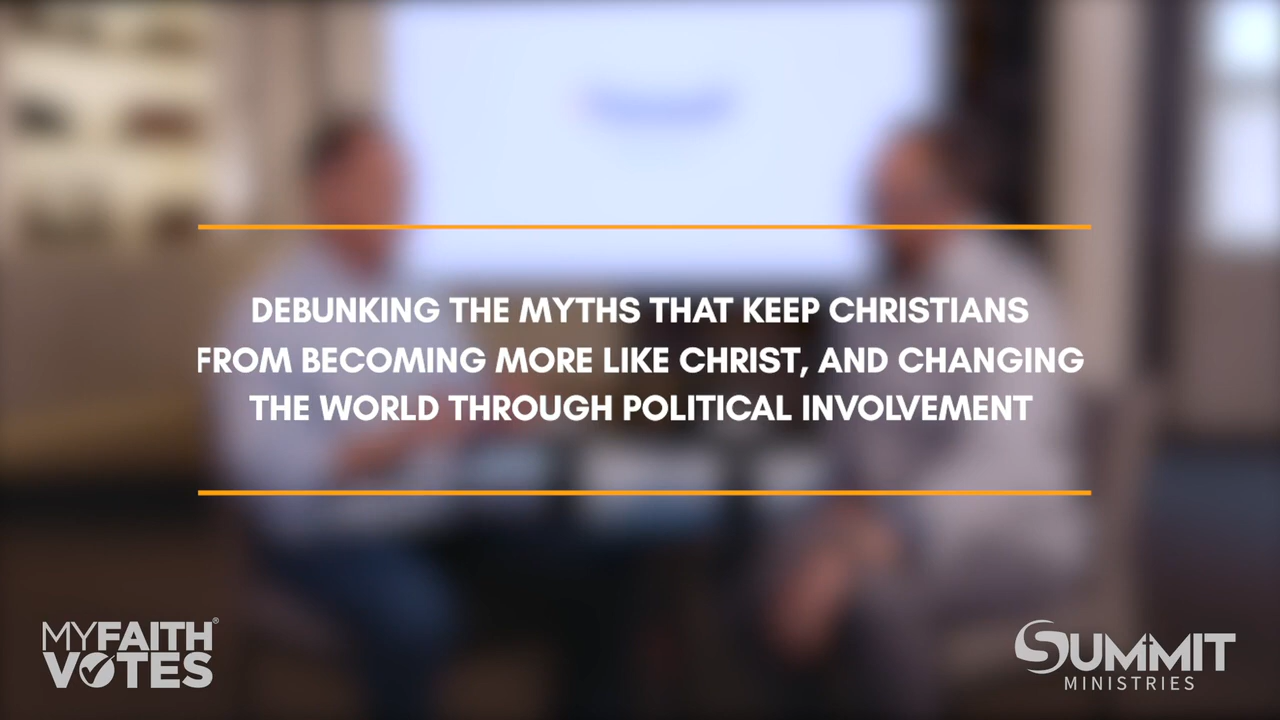 DEBUNKING THE MYTHS THAT KEEP CHRISTIANS
FROM BECOMING MORE LIKE CHRIST, AND CHANGING
THE WORLD THROUGH POLITICAL INVOLVEMENT
MYFAITH®
VOTES
SUMMIT
MINISTRIES